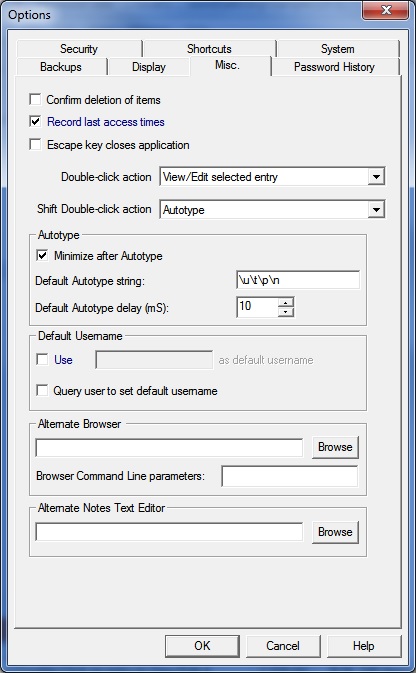 Options
Security Shortcuts System
Backups Display Misc. Password History
Confirm deletion of items
Record last access times
Escape key closes application
Double-click action View/Edit selected entry
Shift Double-click action Autotype
Autotype
Minimize after Autotype
Default Autotype string: \u\t\p\n
Default Autotype delay (mS): 10
Default Username
Use as default username
Query user to set default username
Alternate Browser
Browse
Browser Command Line parameters:
Alternate Notes Text Editor
Browse
OK Cancel Help